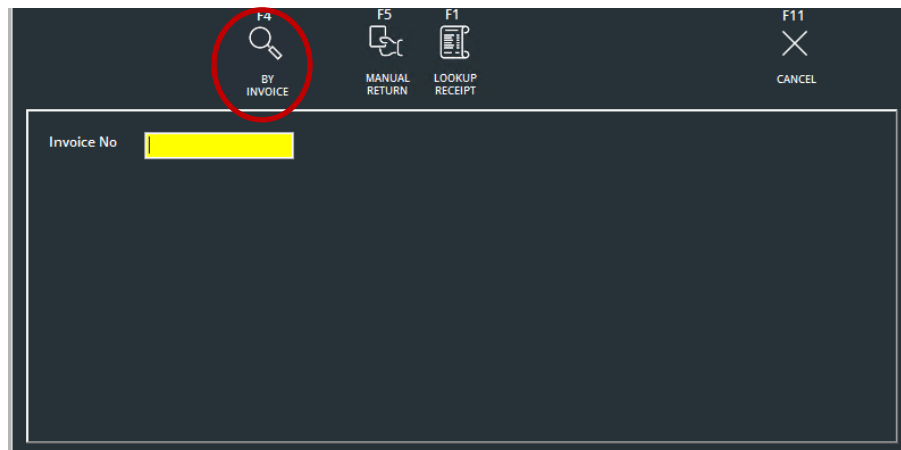 F4 F5 F1 F11
BY INVOICE
MANUAL RETURN
LOOKUP RECEIPT
CANCEL
Invoice No